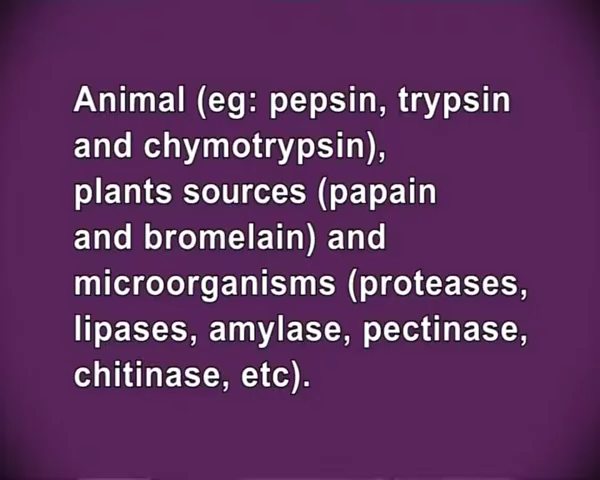 Animal (eg: pepsin, trypsin
and chymotrypsin),
plants sources (papain
and bromelain) and
microorganisms (proteases,
lipases, amylase, pectinase,
chitinase, etc).